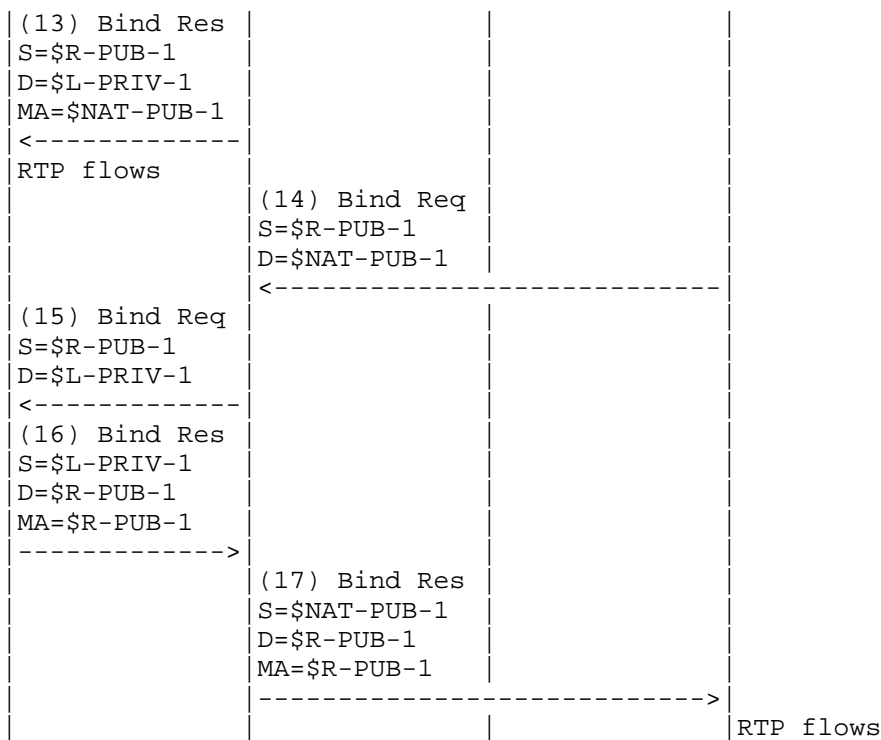 |(13) Bind Res |             |             |
|S=$R-PUB-1    |             |             |
|D=$L-PRIV-1   |             |             |
|MA=$NAT-PUB-1 |             |             |
|<-------------|             |             |
|RTP flows     |             |             |
|              |(14) Bind Req |             |
|              |S=$R-PUB-1   |             |
|              |D=$NAT-PUB-1 |             |
|              |<----------------------------|
|(15) Bind Req |             |             |
|S=$R-PUB-1    |             |             |
|D=$L-PRIV-1   |             |             |
|<-------------|             |             |
|(16) Bind Res |             |             |
|S=$L-PRIV-1   |             |             |
|D=$R-PUB-1    |             |             |
|MA=$R-PUB-1   |             |             |
|------------->|             |             |
|              |(17) Bind Res |             |
|              |S=$NAT-PUB-1 |             |
|              |D=$R-PUB-1   |             |
|              |MA=$R-PUB-1  |             |
|              |---------------------------->|
|              |             |             |RTP flows